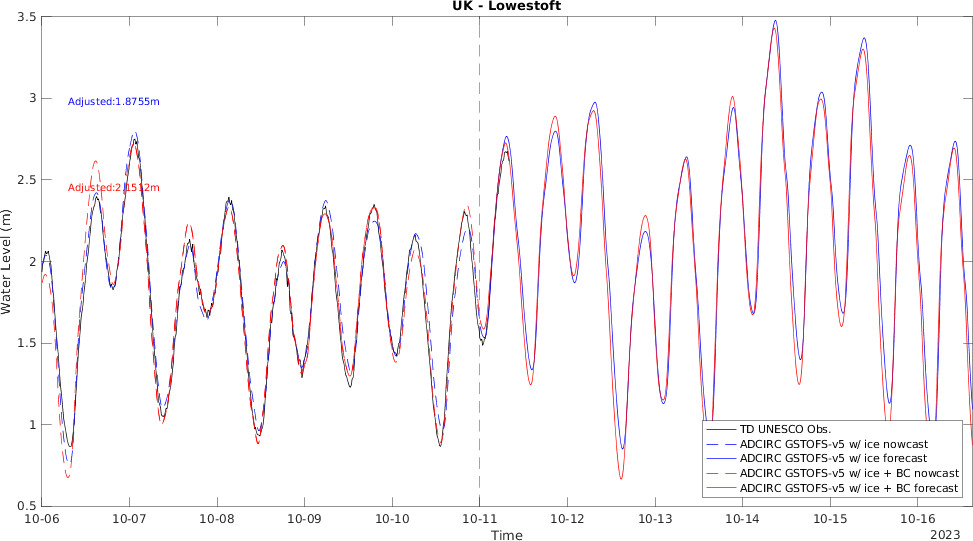 UK - Lowestoft
3.5
3
2.5
2
1.5
1
0.5
Water Level (m)
Adjusted:1.8755m
Adjusted:2.1512m
TD UNESCO Obs.
ADCIRC GSTOFS-v5 w/ ice nowcast
ADCIRC GSTOFS-v5 w/ ice forecast
ADCIRC GSTOFS-v5 w/ ice + BC nowcast
ADCIRC GSTOFS-v5 w/ ice + BC forecast
10-06 10-07 10-08 10-09 10-10 10-11 10-12 10-13 10-14 10-15 10-16
Time
2023